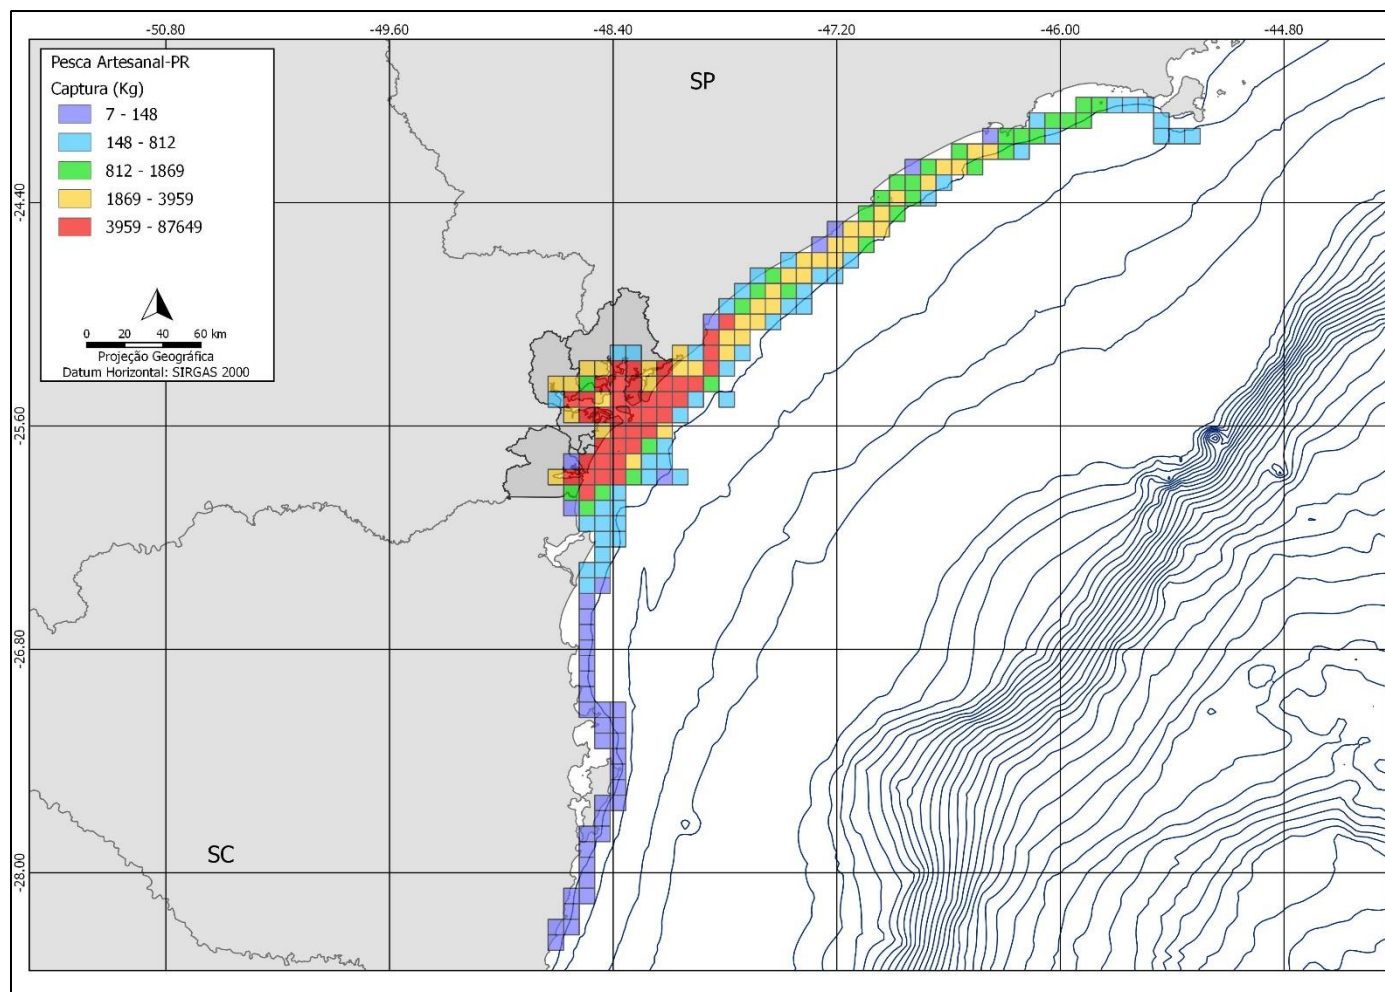 -50.80 -49.60 -48.40 -47.20 -46.00 -44.80
Pesca Artesanal-PR
Captura (Kg)
7 - 148
148 - 812
812 - 1869
1869 - 3959
3959 - 87649
0 20 40 60 km
Projeção Geográfica
Datum Horizontal: SIRGAS 2000
SP
-24.40
-25.60
-26.80
SC
-28.00